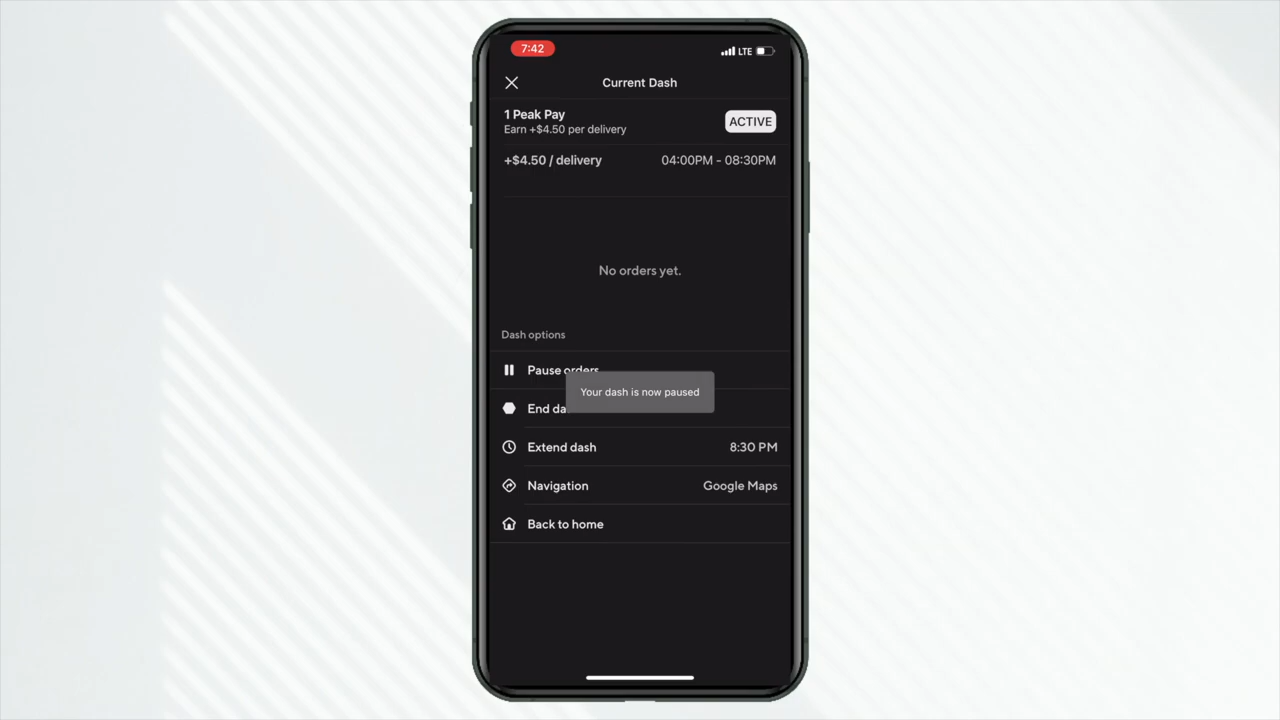 7:42
LTE
Current Dash
1 Peak Pay
Earn +$4.50 per delivery
ACTIVE
+$4.50 / delivery 04:00PM - 08:30PM
No orders yet.
Dash options
Pause orders
Your dash is now paused
End da
Extend dash 8:30 PM
Navigation Google Maps
Back to home